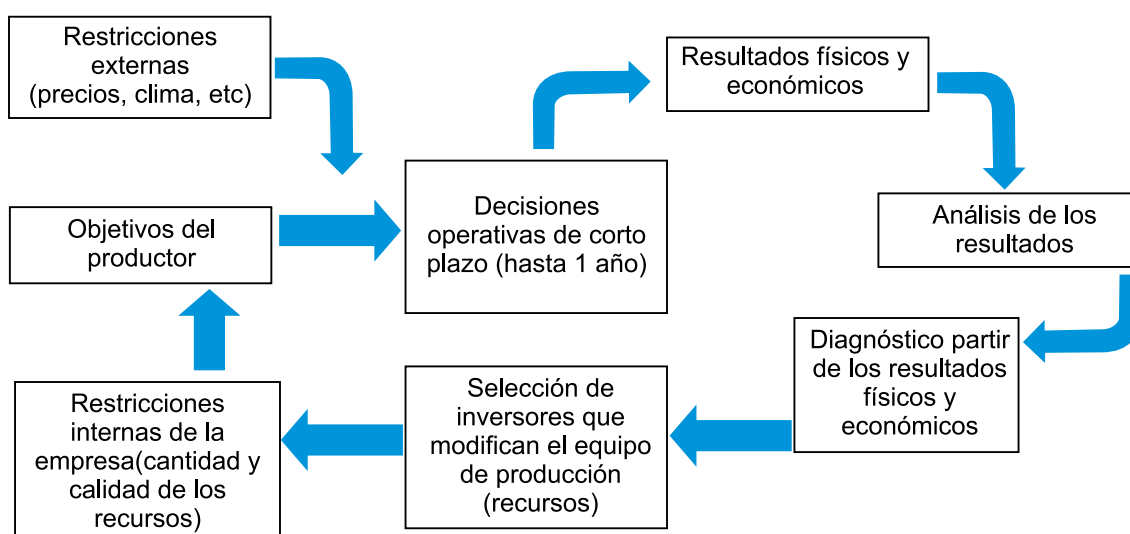 Restricciones
externas
(precios, clima, etc)
Resultados físicos y
económicos
Objetivos del
productor
Decisiones
operativas de corto
plazo (hasta 1 año)
Análisis de los
resultados
Diagnóstico partir
de los resultados
físicos y
económicos
Selección de
inversores que
modifican el equipo
de producción
(recursos)
Restricciones
internas de la
empresa(cantidad y
calidad de los
recursos)